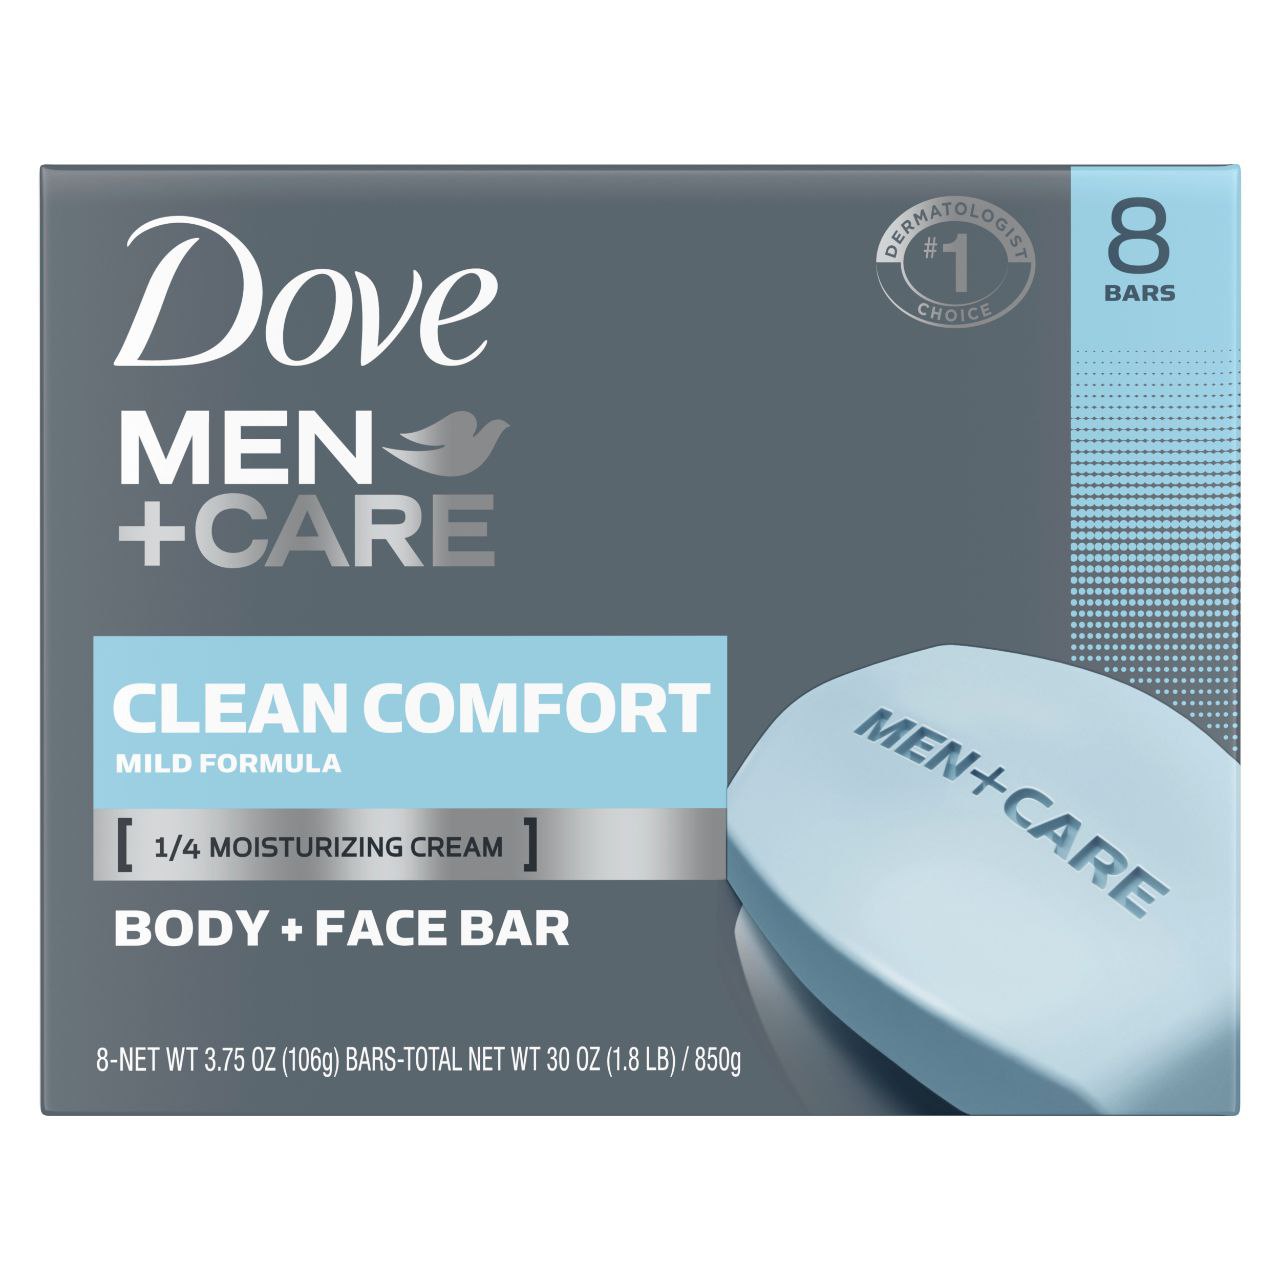 Dove
MEN
+CARE
DERMATOLOGIST
#1
CHOICE
8
BARS
CLEAN COMFORT
MILD FORMULA
[ 1/4 MOISTURIZING CREAM ]
BODY + FACE BAR
MEN+CARE
8-NET WT 3.75 OZ (106g) BARS-TOTAL NET WT 30 OZ (1.8 LB) / 850g